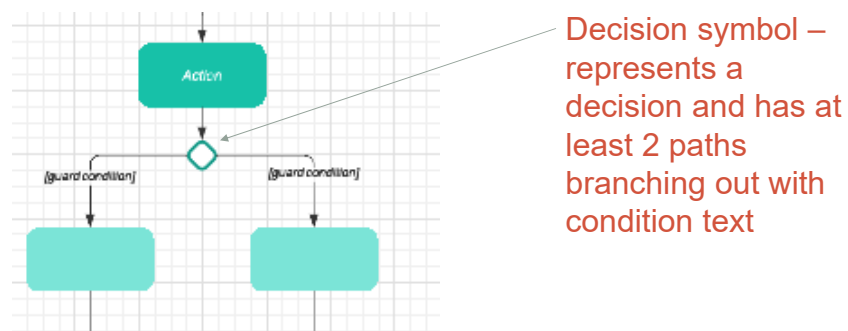 Action
[guard condition]
[guard condition]
Decision symbol –
represents a
decision and has at
least 2 paths
branching out with
condition text